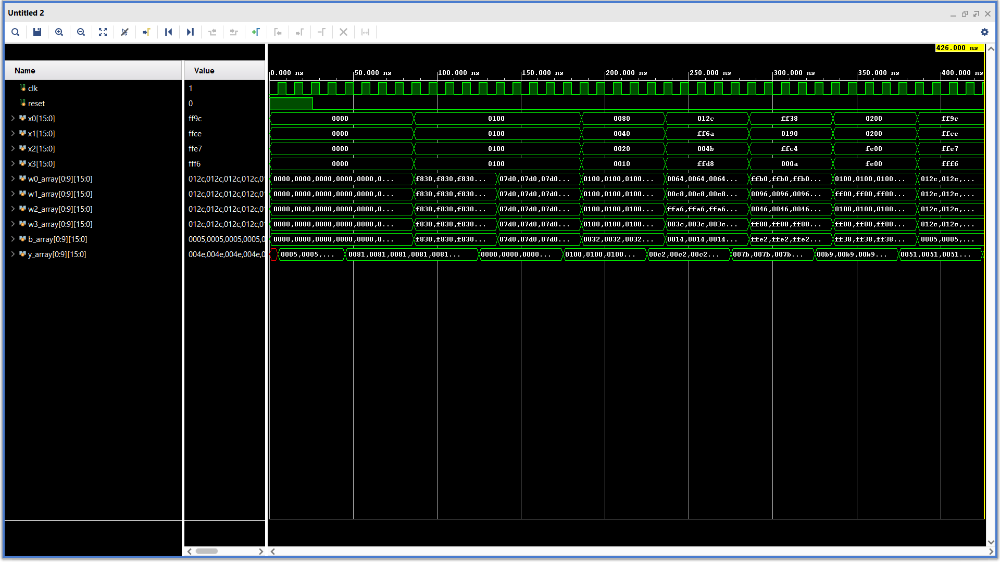 Untitled 2
426.000 ns
Name Value
0.000 ns 50.000 ns 100.000 ns 150.000 ns 200.000 ns 250.000 ns 300.000 ns 350.000 ns 400.000 ns
clk 1
reset 0
x0[15:0] ff9c 0000 0100 0080 012c ff38 0200 ff9c
x1[15:0] ffce 0000 0100 0040 ff6a 0190 0200 ffce
x2[15:0] ffe7 0000 0100 0020 004b ffc4 fe00 ffe7
x3[15:0] fff6 0000 0100 0010 ffd8 000a fe00 fff6
w0_array[0:9][15:0] 012c,012c,012c,012c,01 0000,0000,0000,0000,0000,0... f830,f830,f830... 07d0,07d0,07d0... 0100,0100,0100... 0064,0064,0064... ffb0,ffb0,ffb0... 0100,0100,0100... 012c,012c,...
w1_array[0:9][15:0] 012c,012c,012c,012c,01 0000,0000,0000,0000,0000,0... f830,f830,f830... 07d0,07d0,07d0... 0100,0100,0100... 00c8,00c8,00c8... 0096,0096,0096... ff00,ff00,ff00... 012c,012c,...
w2_array[0:9][15:0] 012c,012c,012c,012c,01 0000,0000,0000,0000,0000,0... f830,f830,f830... 07d0,07d0,07d0... 0100,0100,0100... ffa6,ffa6,ffa6... 0046,0046,0046... 0100,0100,0100... 012c,012c,...
w3_array[0:9][15:0] 012c,012c,012c,012c,01 0000,0000,0000,0000,0000,0... f830,f830,f830... 07d0,07d0,07d0... 0100,0100,0100... 003c,003c,003c... ff88,ff88,ff88... ff00,ff00,ff00... 012c,012c,...
b_array[0:9][15:0] 0005,0005,0005,0005,0 0000,0000,0000,0000,0000,0... f830,f830,f830... 07d0,07d0,07d0... 0032,0032,0032... 0014,0014,0014... ffe2,ffe2,ffe2... ff38,ff38,ff38... 0005,0005,...
y_array[0:9][15:0] 004e,004e,004e,004e,0 0005,0005,... 0081,0081,0081,0081,0081... 0000,0000,0000... 0100,0100,0100... 00c2,00c2,00c2... 007b,007b,007b... 00b9,00b9,00b9... 0051,0051,0051...